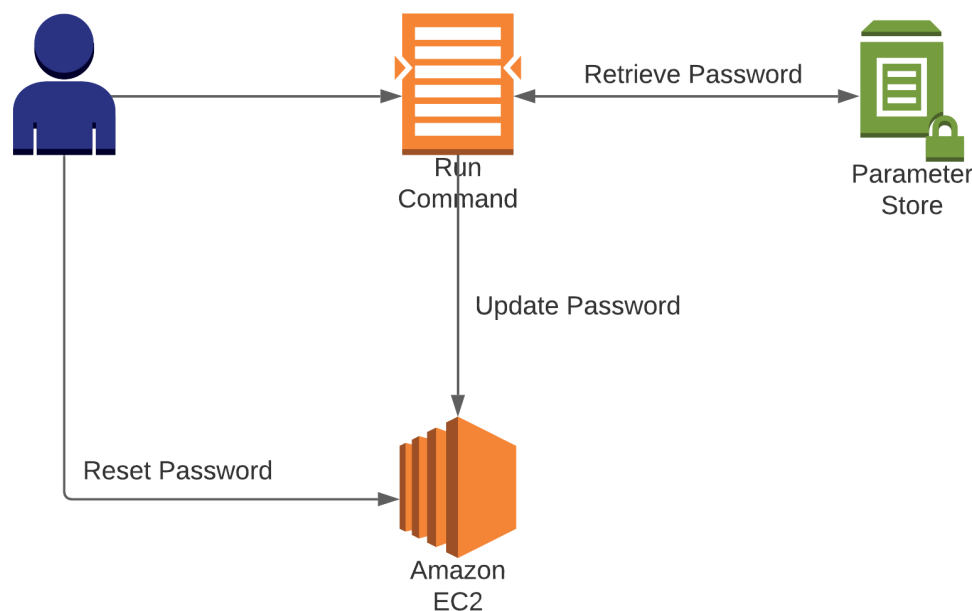 Retrieve Password
Run
Command
Parameter
Store
Update Password
Reset Password
Amazon
EC2